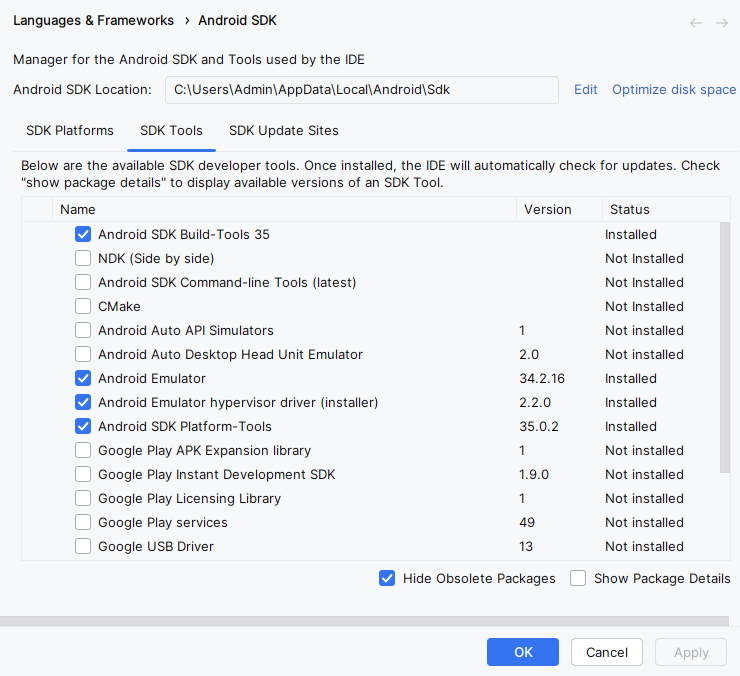 Languages & Frameworks › Android SDK
Manager for the Android SDK and Tools used by the IDE
Android SDK Location: C:\Users\Admin\AppData\Local\Android\Sdk Edit Optimize disk space
SDK Platforms SDK Tools SDK Update Sites
Below are the available SDK developer tools. Once installed, the IDE will automatically check for updates. Check
"show package details" to display available versions of an SDK Tool.
Name Version Status
Android SDK Build-Tools 35 Installed
NDK (Side by side) Not Installed
Android SDK Command-line Tools (latest) Not Installed
CMake Not Installed
Android Auto API Simulators 1 Not installed
Android Auto Desktop Head Unit Emulator 2.0 Not installed
Android Emulator 34.2.16 Installed
Android Emulator hypervisor driver (installer) 2.2.0 Installed
Android SDK Platform-Tools 35.0.2 Installed
Google Play APK Expansion library 1 Not installed
Google Play Instant Development SDK 1.9.0 Not installed
Google Play Licensing Library 1 Not installed
Google Play services 49 Not installed
Google USB Driver 13 Not installed
Hide Obsolete Packages Show Package Details
OK Cancel Apply